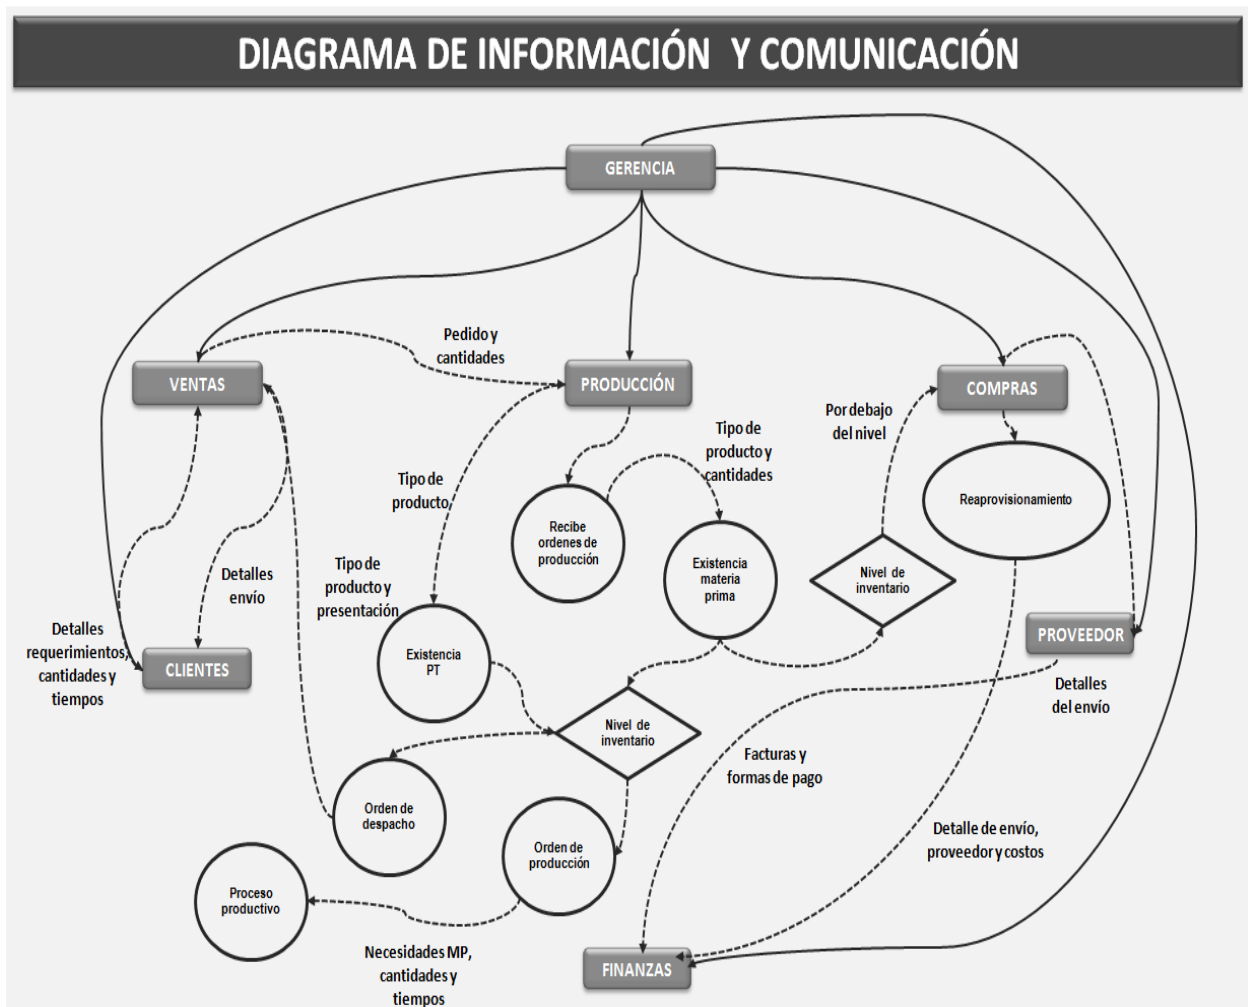 DIAGRAMA DE INFORMACIÓN Y COMUNICACIÓN
GERENCIA
Pedido y
cantidades
VENTAS
PRODUCCIÓN
COMPRAS
Por debajo
del nivel
Tipo de
producto y
cantidades
Tipo de
producto
Reaprovisionamiento
Recibe
ordenes de
producción
Existencia
materia
prima
Nivel de
inventario
Detalles
envío
Tipo de
producto y
presentación
PROVEEDOR
Detalles
requerimientos,
cantidades y
tiempos
CLIENTES
Existencia
PT
Detalles
del envío
Nivel de
inventario
Facturas y
formas de pago
Orden de
despacho
Orden de
producción
Detalle de envío,
proveedor y costos
Proceso
productivo
Necesidades MP,
cantidades y
tiempos
FINANZAS